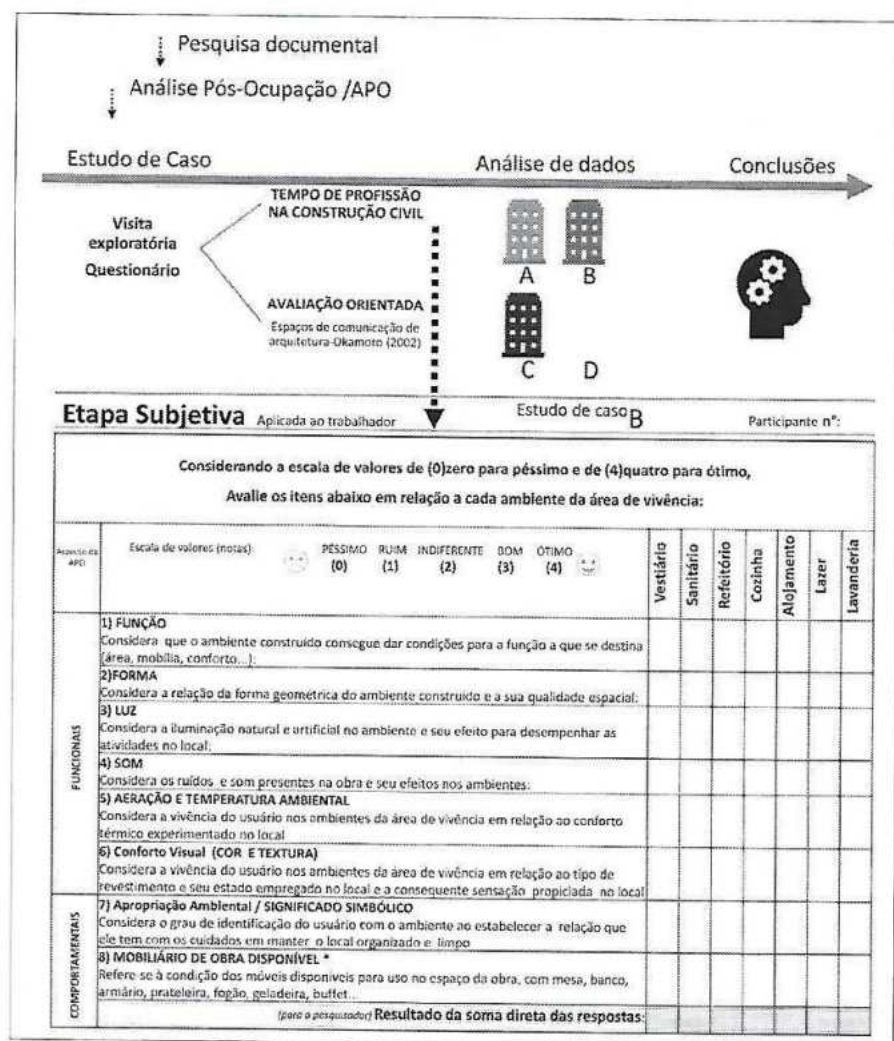 Pesquisa documental
Análise Pós-Ocupação /APO
Estudo de Caso
Análise de dados
Conclusões
Visita
exploratória
Questionário
TEMPO DE PROFISSÃO
NA CONSTRUÇÃO CIVIL
AVALIAÇÃO ORIENTADA
Espaços de comunicação de
arquitetura-Okamoto (2002)
A
B
C
D
Etapa Subjetiva Aplicada ao trabalhador
Estudo de caso B
Participante n°:
Considerando a escala de valores de (0)zero para péssimo e de (4)quatro para ótimo,
Avalie os itens abaixo em relação a cada ambiente da área de vivência:
Aspecto da
APO
Escala de valores (notas):
PÉSSIMO RUIM INDIFERENTE BOM ÓTIMO
(0) (1) (2) (3) (4)
Vestiário
Sanitário
Refeitório
Cozinha
Alojamento
Lazer
Lavanderia
FUNCIONAIS
1) FUNÇÃO
Considera que o ambiente construído consegue dar condições para a função a que se destina
(área, mobília, conforto...):
2)FORMA
Considera a relação da forma geométrica do ambiente construído e a sua qualidade espacial:
3) LUZ
Considera a iluminação natural e artificial no ambiente e seu efeito para desempenhar as
atividades no local:
4) SOM
Considera os ruídos e som presentes na obra e seu efeitos nos ambientes:
5) AERAÇÃO E TEMPERATURA AMBIENTAL
Considera a vivência do usuário nos ambientes da área de vivência em relação ao conforto
térmico experimentado no local
6) Conforto Visual (COR E TEXTURA)
Considera a vivência do usuário nos ambientes da área de vivência em relação ao tipo de
revestimento e seu estado empregado no local e a consequente sensação propiciada no local
COMPORTAMENTAIS
7) Apropriação Ambiental / SIGNIFICADO SIMBÓLICO
Considera o grau de identificação do usuário com o ambiente ao estabelecer a relação que
ele tem com os cuidados em manter o local organizado e limpo
8) MOBILIÁRIO DE OBRA DISPONÍVEL *
Refere-se à condição dos móveis disponíveis para uso no espaço da obra, com mesa, banco,
armário, prateleira, fogão, geladeira, buffet...
(para o pesquisador) Resultado da soma direta das respostas: